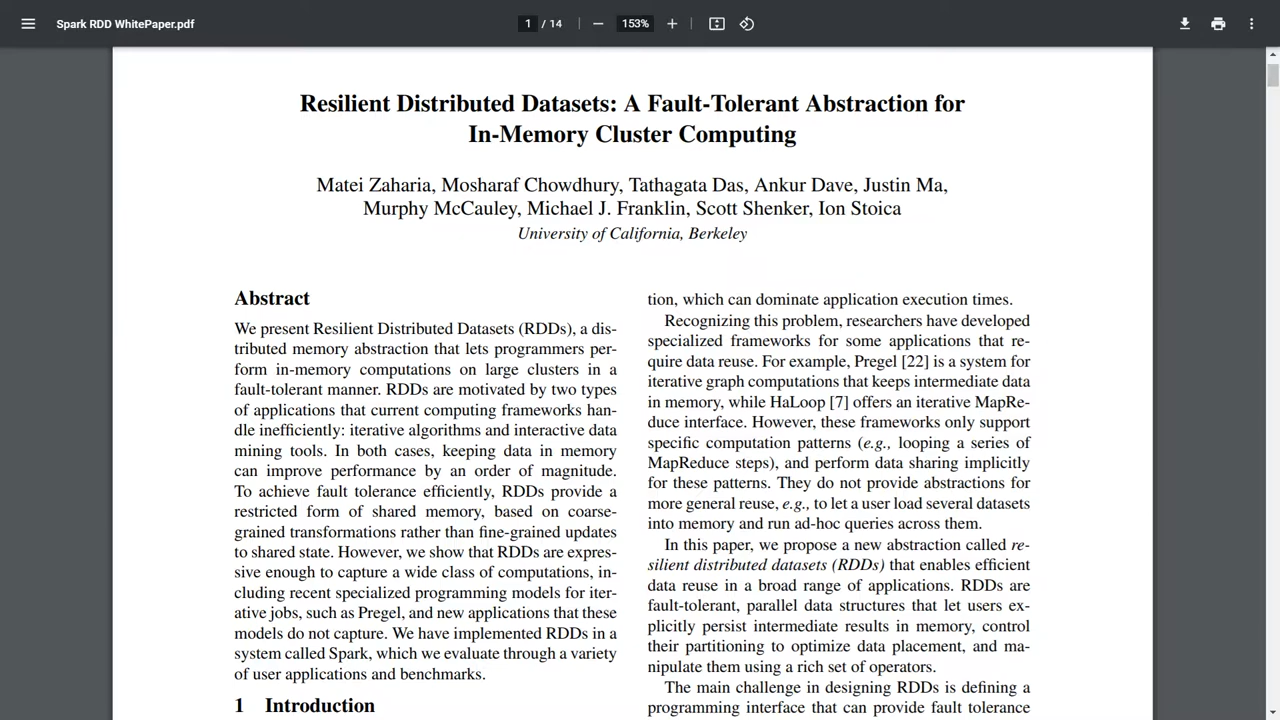 Spark RDD WhitePaper.pdf
1 / 14
153%
Resilient Distributed Datasets: A Fault-Tolerant Abstraction for
In-Memory Cluster Computing
Matei Zaharia, Mosharaf Chowdhury, Tathagata Das, Ankur Dave, Justin Ma,
Murphy McCauley, Michael J. Franklin, Scott Shenker, Ion Stoica
University of California, Berkeley
Abstract
We present Resilient Distributed Datasets (RDDs), a dis-
tributed memory abstraction that lets programmers per-
form in-memory computations on large clusters in a
fault-tolerant manner. RDDs are motivated by two types
of applications that current computing frameworks han-
dle inefficiently: iterative algorithms and interactive data
mining tools. In both cases, keeping data in memory
can improve performance by an order of magnitude.
To achieve fault tolerance efficiently, RDDs provide a
restricted form of shared memory, based on coarse-
grained transformations rather than fine-grained updates
to shared state. However, we show that RDDs are expres-
sive enough to capture a wide class of computations, in-
cluding recent specialized programming models for iter-
ative jobs, such as Pregel, and new applications that these
models do not capture. We have implemented RDDs in a
system called Spark, which we evaluate through a variety
of user applications and benchmarks.
1 Introduction
tion, which can dominate application execution times.
Recognizing this problem, researchers have developed
specialized frameworks for some applications that re-
quire data reuse. For example, Pregel [22] is a system for
iterative graph computations that keeps intermediate data
in memory, while HaLoop [7] offers an iterative MapRe-
duce interface. However, these frameworks only support
specific computation patterns (e.g., looping a series of
MapReduce steps), and perform data sharing implicitly
for these patterns. They do not provide abstractions for
more general reuse, e.g., to let a user load several datasets
into memory and run ad-hoc queries across them.
In this paper, we propose a new abstraction called re-
silient distributed datasets (RDDs) that enables efficient
data reuse in a broad range of applications. RDDs are
fault-tolerant, parallel data structures that let users ex-
plicitly persist intermediate results in memory, control
their partitioning to optimize data placement, and ma-
nipulate them using a rich set of operators.
The main challenge in designing RDDs is defining a
programming interface that can provide fault tolerance